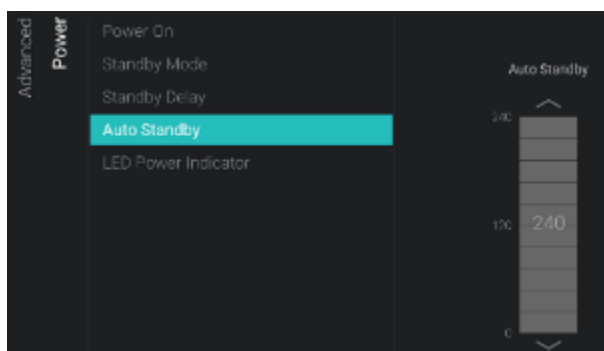 Advanced
Power
Power On
Standby Mode
Standby Delay
Auto Standby
LED Power Indicator
Auto Standby
240
120
240
0